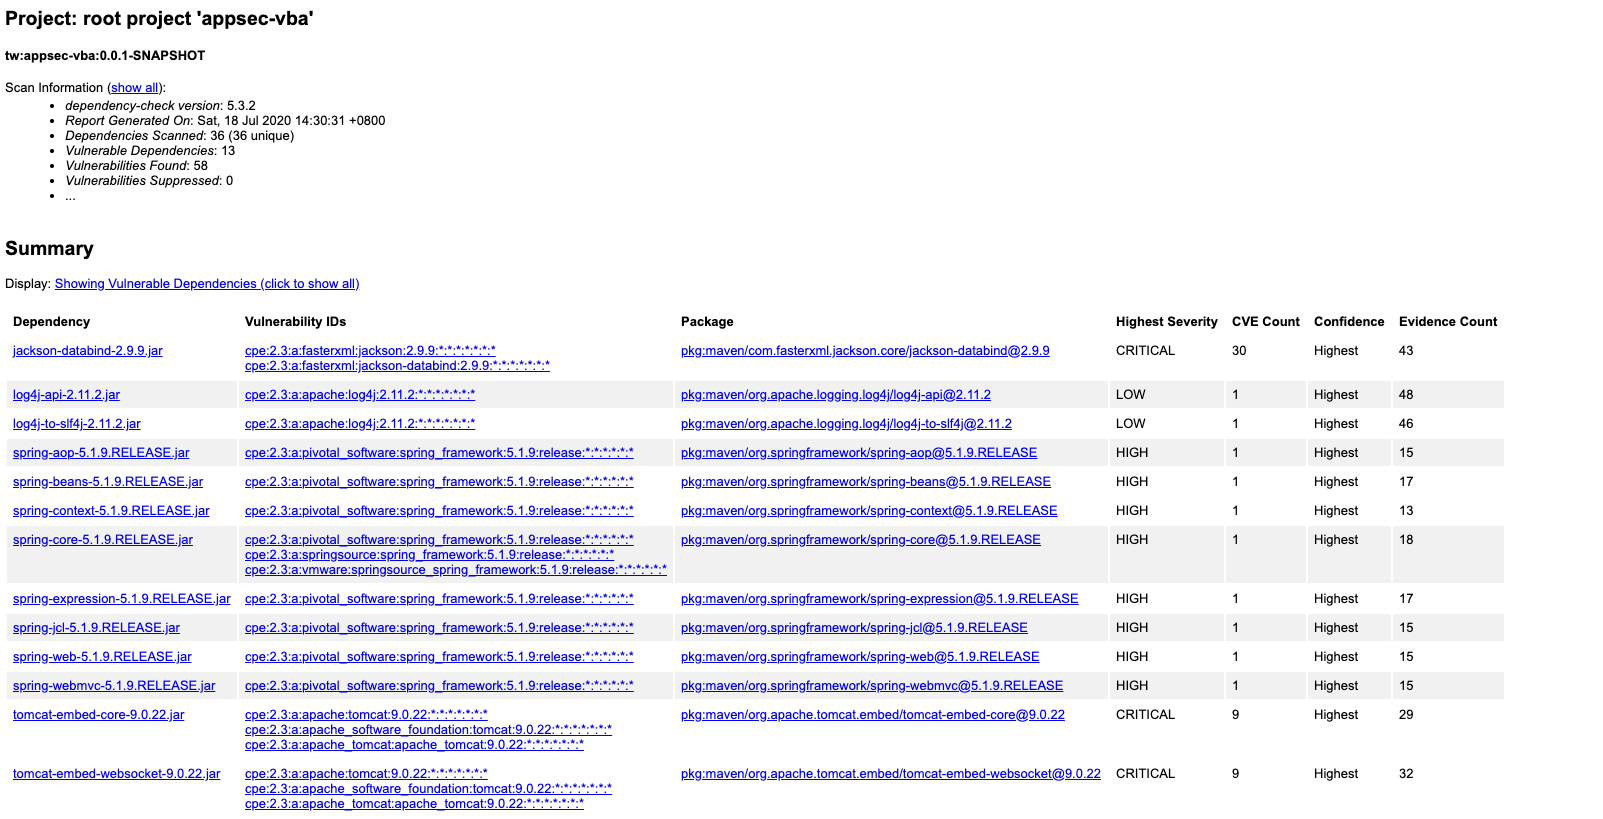 Project: root project 'appsec-vba'
tw:appsec-vba:0.0.1-SNAPSHOT
Scan Information (show all):
• dependency-check version: 5.3.2
• Report Generated On: Sat, 18 Jul 2020 14:30:31 +0800
• Dependencies Scanned: 36 (36 unique)
• Vulnerable Dependencies: 13
• Vulnerabilities Found: 58
• Vulnerabilities Suppressed: 0
• ...
Summary
Display: Showing Vulnerable Dependencies (click to show all)
Dependency Vulnerability IDs Package Highest Severity CVE Count Confidence Evidence Count
jackson-databind-2.9.9.jar cpe:2.3:a:fasterxml:jackson:2.9.9:*:*:*:*:*:*:* pkg:maven/com.fasterxml.jackson.core/jackson-databind@2.9.9 CRITICAL 30 Highest 43
cpe:2.3:a:fasterxml:jackson-databind:2.9.9:*:*:*:*:*:*:*
log4j-api-2.11.2.jar cpe:2.3:a:apache:log4j:2.11.2:*:*:*:*:*:*:* pkg:maven/org.apache.logging.log4j/log4j-api@2.11.2 LOW 1 Highest 48
log4j-to-slf4j-2.11.2.jar cpe:2.3:a:apache:log4j:2.11.2:*:*:*:*:*:*:* pkg:maven/org.apache.logging.log4j/log4j-to-slf4j@2.11.2 LOW 1 Highest 46
spring-aop-5.1.9.RELEASE.jar cpe:2.3:a:pivotal_software:spring_framework:5.1.9:release:*:*:*:*:*:* pkg:maven/org.springframework/spring-aop@5.1.9.RELEASE HIGH 1 Highest 15
spring-beans-5.1.9.RELEASE.jar cpe:2.3:a:pivotal_software:spring_framework:5.1.9:release:*:*:*:*:*:* pkg:maven/org.springframework/spring-beans@5.1.9.RELEASE HIGH 1 Highest 17
spring-context-5.1.9.RELEASE.jar cpe:2.3:a:pivotal_software:spring_framework:5.1.9:release:*:*:*:*:*:* pkg:maven/org.springframework/spring-context@5.1.9.RELEASE HIGH 1 Highest 13
spring-core-5.1.9.RELEASE.jar cpe:2.3:a:pivotal_software:spring_framework:5.1.9:release:*:*:*:*:*:* pkg:maven/org.springframework/spring-core@5.1.9.RELEASE HIGH 1 Highest 18
cpe:2.3:a:springsource:spring_framework:5.1.9:release:*:*:*:*:*:*
cpe:2.3:a:vmware:springsource_spring_framework:5.1.9:release:*:*:*:*:*:*
spring-expression-5.1.9.RELEASE.jar cpe:2.3:a:pivotal_software:spring_framework:5.1.9:release:*:*:*:*:*:* pkg:maven/org.springframework/spring-expression@5.1.9.RELEASE HIGH 1 Highest 17
spring-jcl-5.1.9.RELEASE.jar cpe:2.3:a:pivotal_software:spring_framework:5.1.9:release:*:*:*:*:*:* pkg:maven/org.springframework/spring-jcl@5.1.9.RELEASE HIGH 1 Highest 15
spring-web-5.1.9.RELEASE.jar cpe:2.3:a:pivotal_software:spring_framework:5.1.9:release:*:*:*:*:*:* pkg:maven/org.springframework/spring-web@5.1.9.RELEASE HIGH 1 Highest 15
spring-webmvc-5.1.9.RELEASE.jar cpe:2.3:a:pivotal_software:spring_framework:5.1.9:release:*:*:*:*:*:* pkg:maven/org.springframework/spring-webmvc@5.1.9.RELEASE HIGH 1 Highest 15
tomcat-embed-core-9.0.22.jar cpe:2.3:a:apache:tomcat:9.0.22:*:*:*:*:*:*:* pkg:maven/org.apache.tomcat.embed/tomcat-embed-core@9.0.22 CRITICAL 9 Highest 29
cpe:2.3:a:apache_software_foundation:tomcat:9.0.22:*:*:*:*:*:*:*
cpe:2.3:a:apache_tomcat:apache_tomcat:9.0.22:*:*:*:*:*:*:*
tomcat-embed-websocket-9.0.22.jar cpe:2.3:a:apache:tomcat:9.0.22:*:*:*:*:*:*:* pkg:maven/org.apache.tomcat.embed/tomcat-embed-websocket@9.0.22 CRITICAL 9 Highest 32
cpe:2.3:a:apache_software_foundation:tomcat:9.0.22:*:*:*:*:*:*:*
cpe:2.3:a:apache_tomcat:apache_tomcat:9.0.22:*:*:*:*:*:*:*